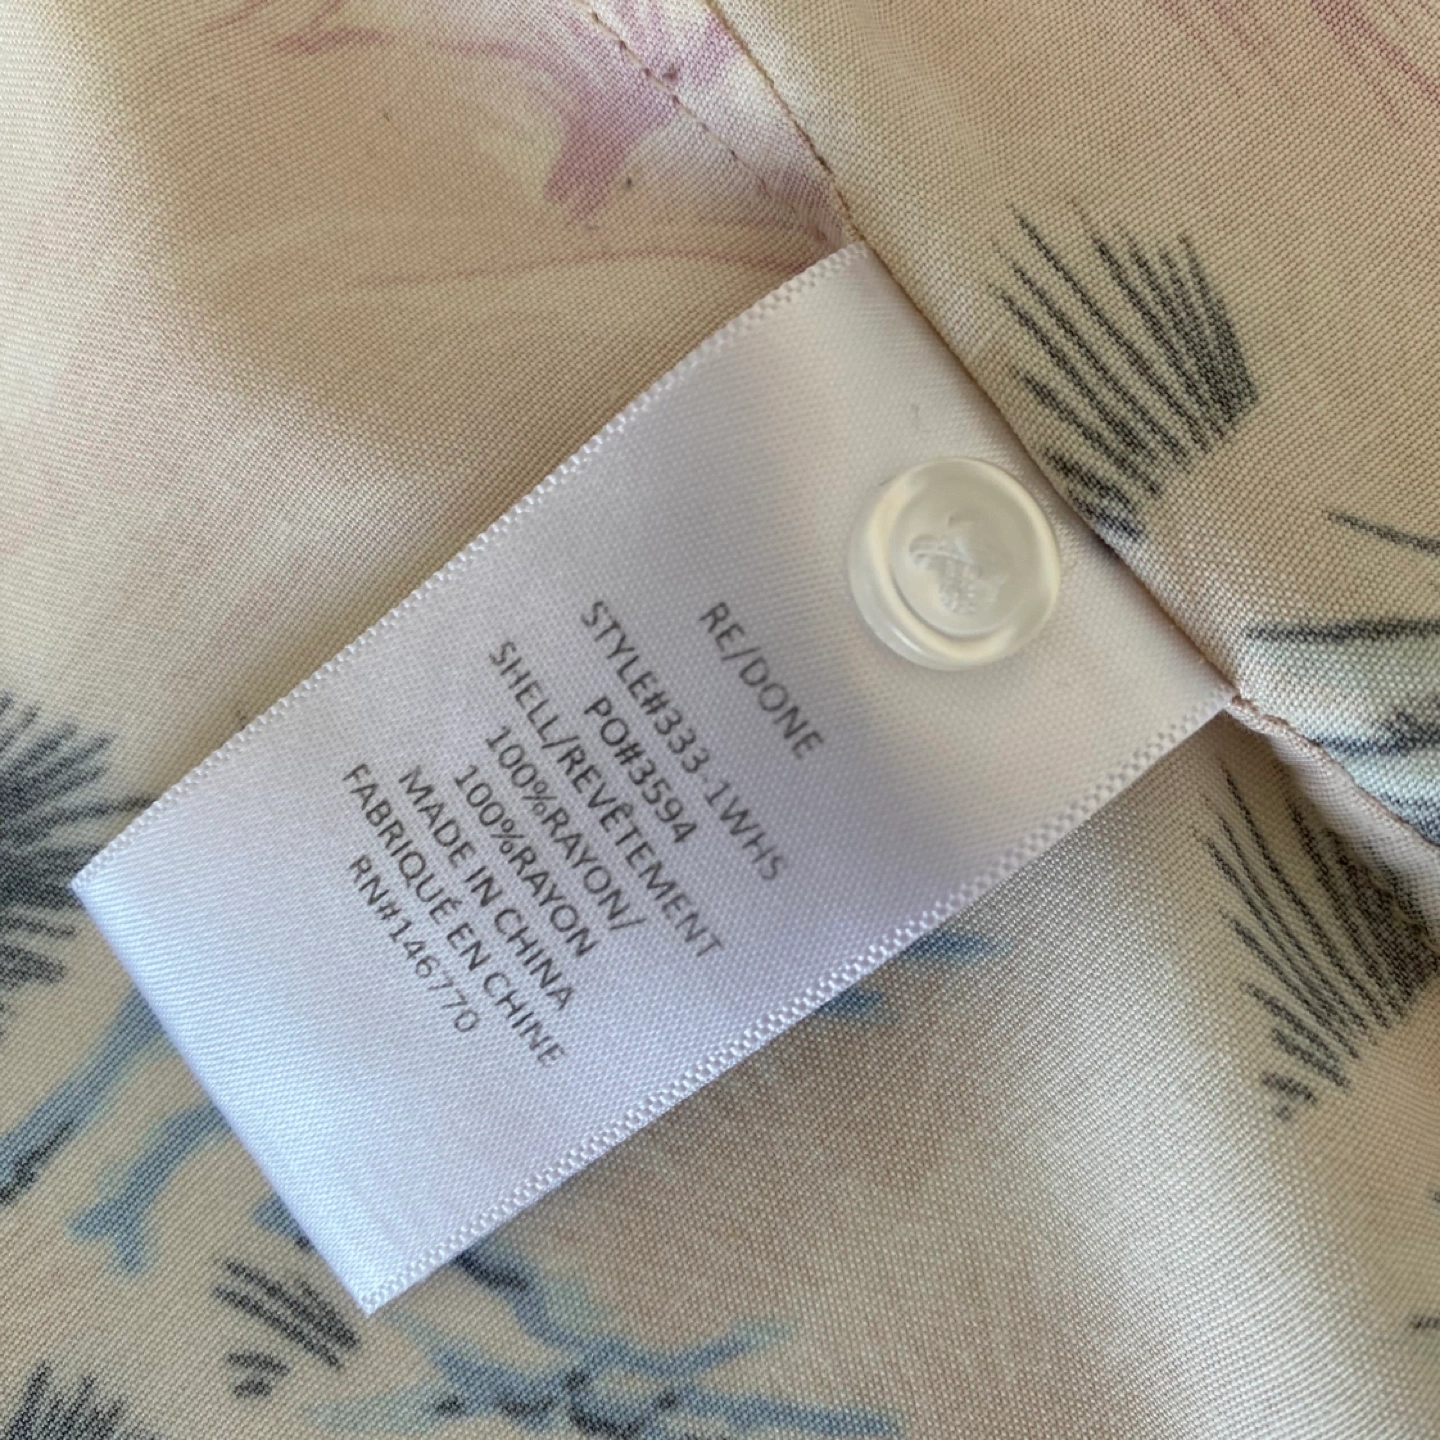 RE/DONE
STYLE#333-1WHS
PO#3594
SHELL/REVÊTEMENT
100%RAYON/
100%RAYON
MADE IN CHINA
FABRIQUÉ EN CHINE
RN#146770